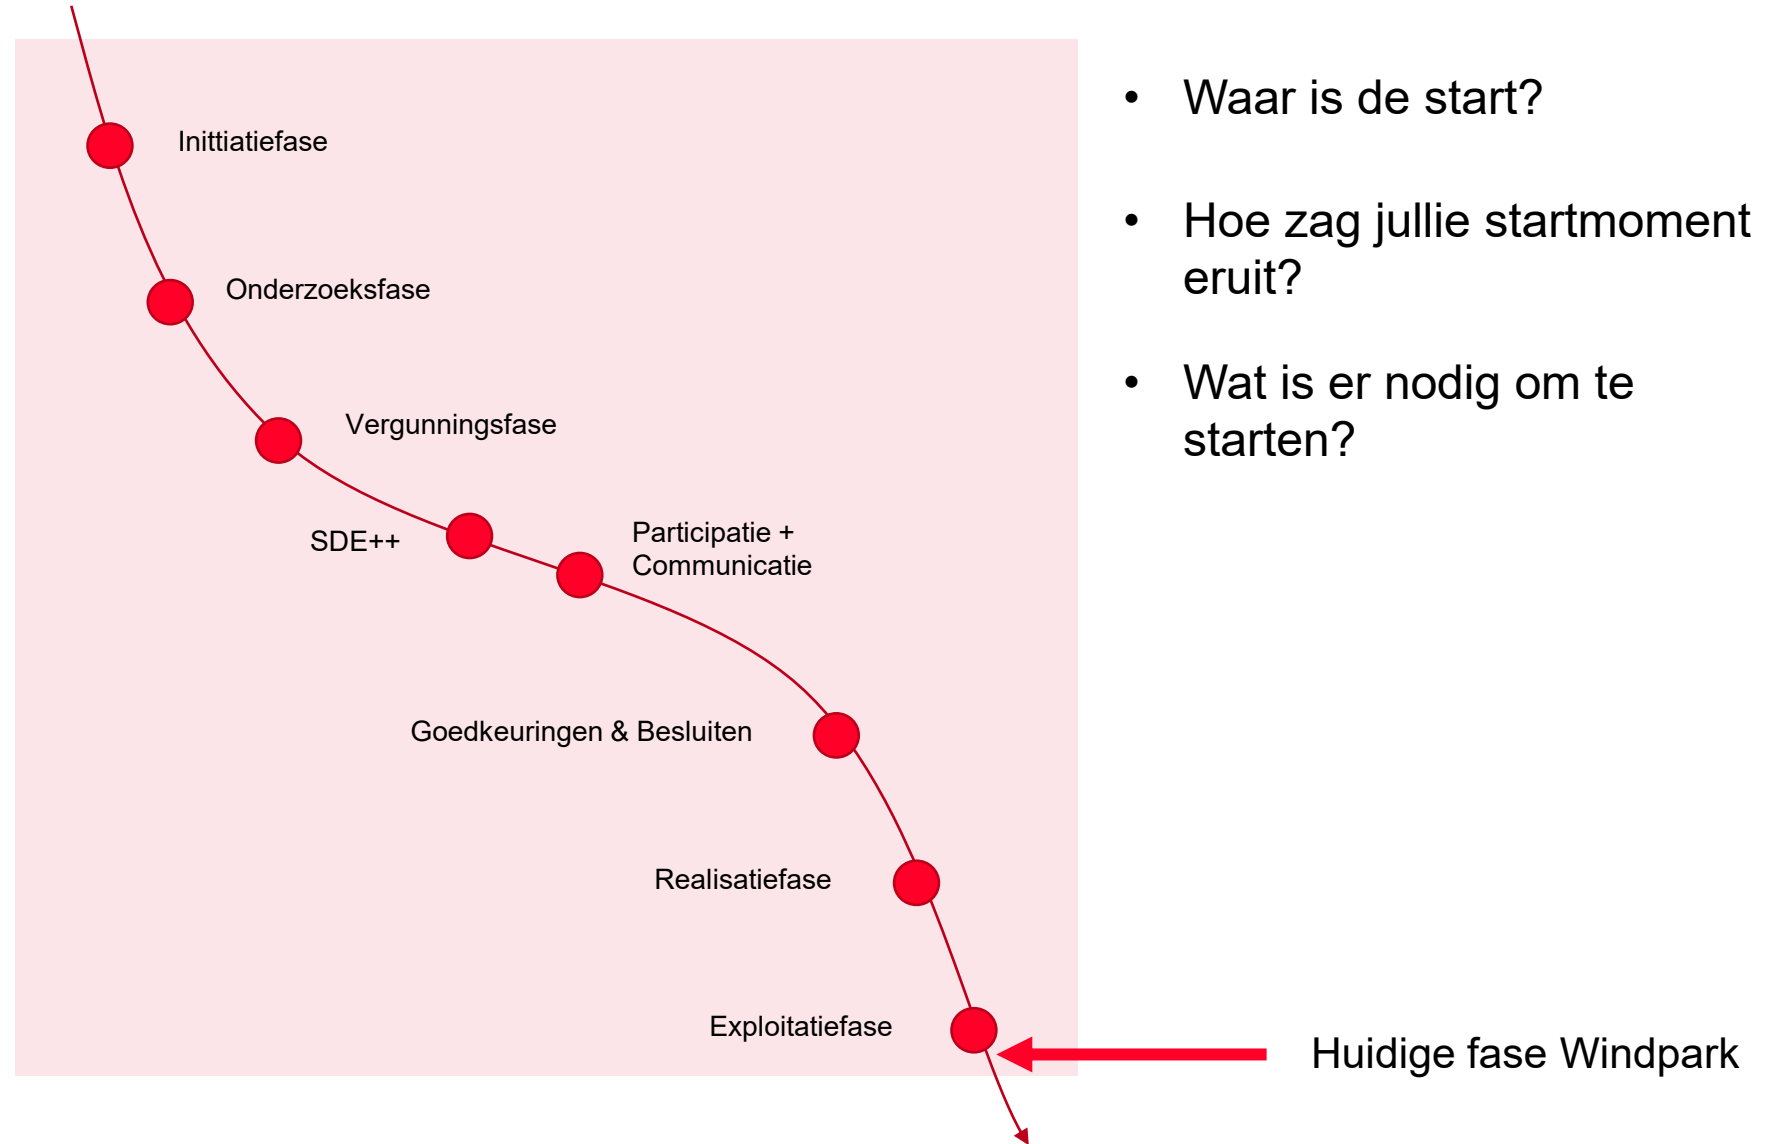 Inittiatiefase
Onderzoeksfase
Vergunningsfase
SDE++
Participatie +
Communicatie
Goedkeuringen & Besluiten
Realisatiefase
Exploitatiefase
• Waar is de start?
• Hoe zag jullie startmoment
eruit?
• Wat is er nodig om te
starten?
Huidige fase Windpark